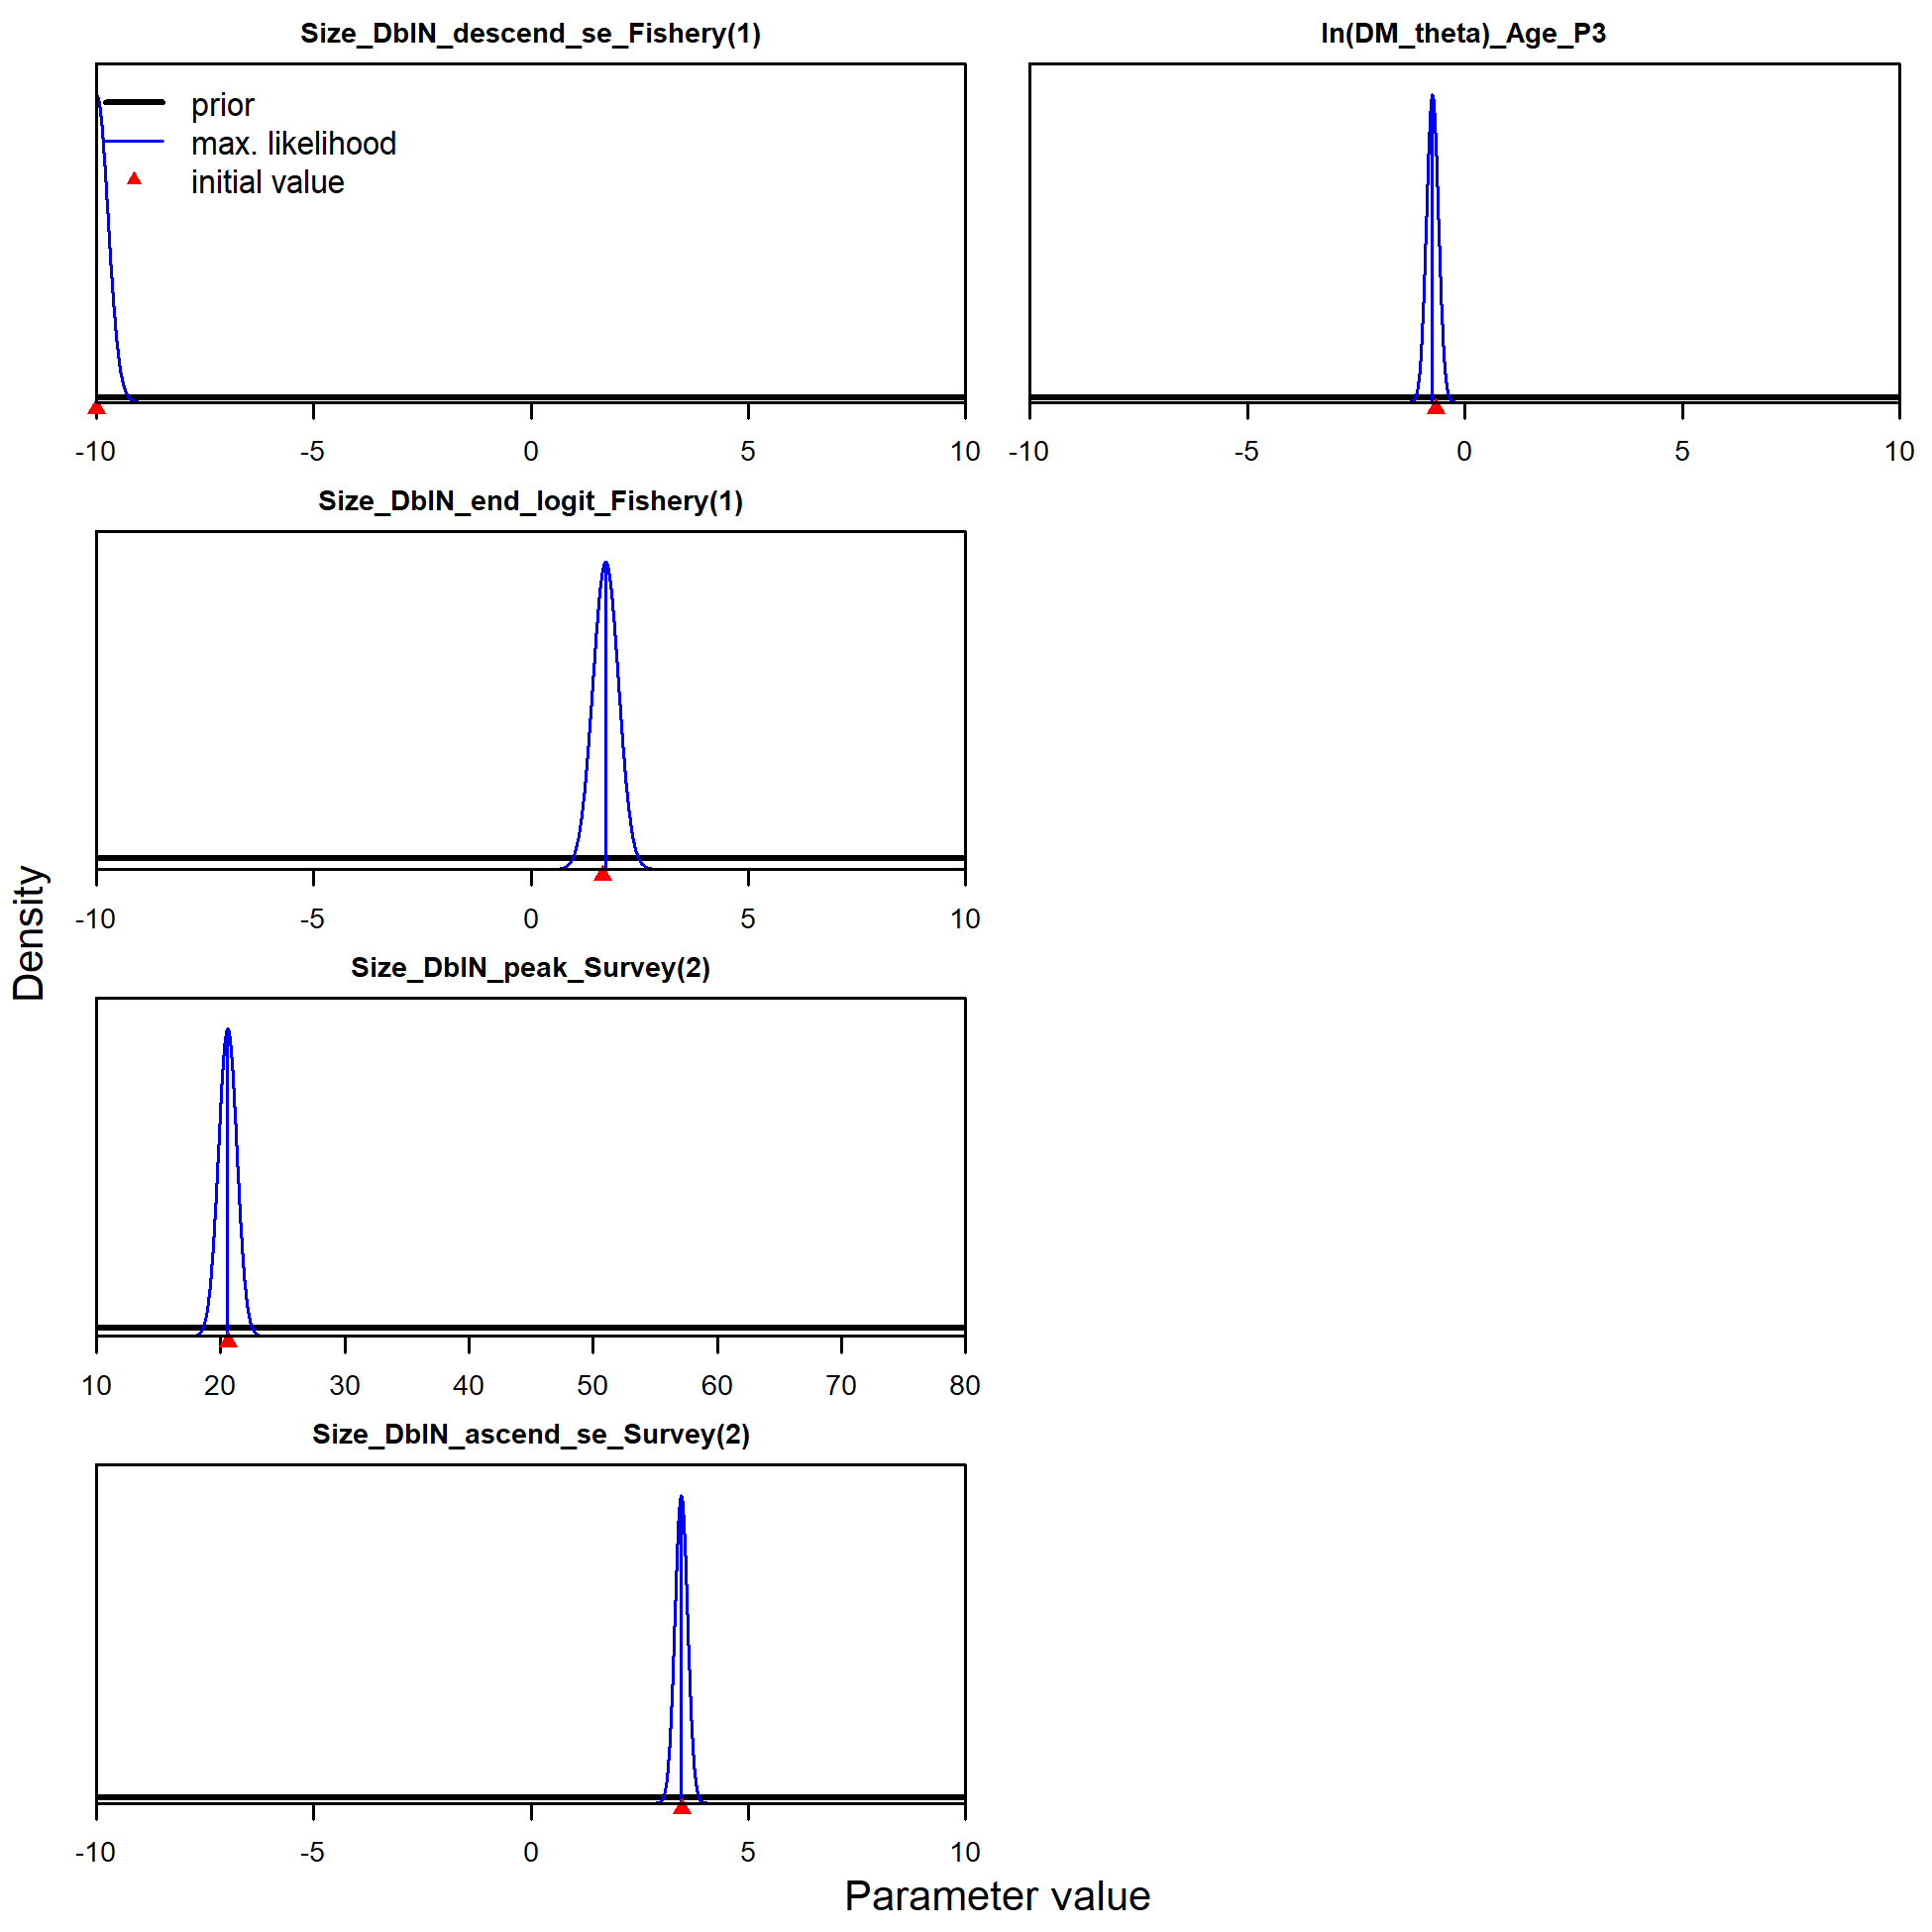 Size_DblN_descend_se_Fishery(1)
prior
max. likelihood
initial value
-10 -5 0 5 10
ln(DM_theta)_Age_P3
-10 -5 0 5 10
Size_DblN_end_logit_Fishery(1)
-10 -5 0 5 10
Size_DblN_peak_Survey(2)
10 20 30 40 50 60 70 80
Size_DblN_ascend_se_Survey(2)
-10 -5 0 5 10
Density
Parameter value